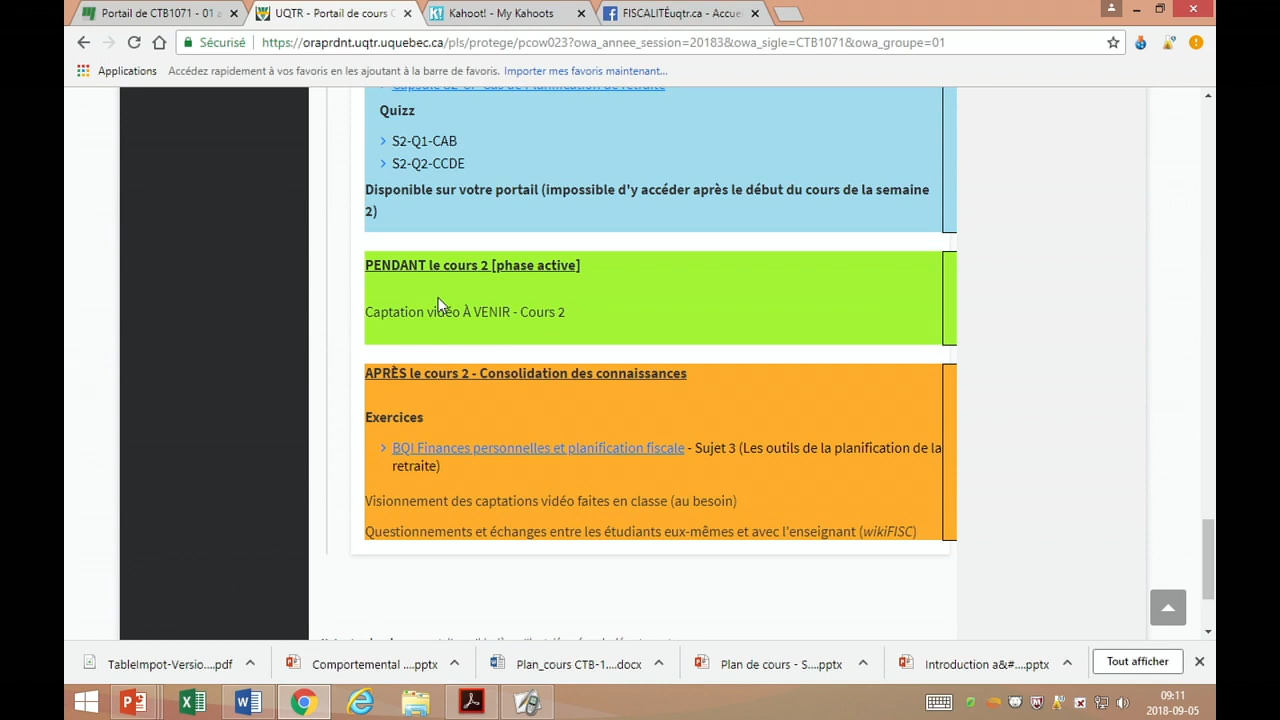 Portail de CTB1071 - 01
UQTR - Portail de cours
Kahoot! - My Kahoots
FISCALITÉuqtr.ca - Accue
Sécurisé
https://oraprdnt.uqtr.uquebec.ca/pls/protege/pcow023?owa_annee_session=20183&owa_sigle=CTB1071&owa_groupe=01
Applications Accédez rapidement à vos favoris en les ajoutant à la barre de favoris. Importer mes favoris maintenant...
Quizz
S2-Q1-CAB
S2-Q2-CCDE
Disponible sur votre portail (impossible d'y accéder après le début du cours de la semaine
2)
PENDANT le cours 2 [phase active]
Captation vidéo À VENIR - Cours 2
APRÈS le cours 2 - Consolidation des connaissances
Exercices
BQI Finances personnelles et planification fiscale - Sujet 3 (Les outils de la planification de la
retraite)
Visionnement des captations vidéo faites en classe (au besoin)
Questionnements et échanges entre les étudiants eux-mêmes et avec l'enseignant (wikiFISC)
TableImpot-Versio....pdf
Comportemental ....pptx
Plan_cours CTB-1....docx
Plan de cours - S....pptx
Introduction a&#....pptx
Tout afficher
09:11
2018-09-05